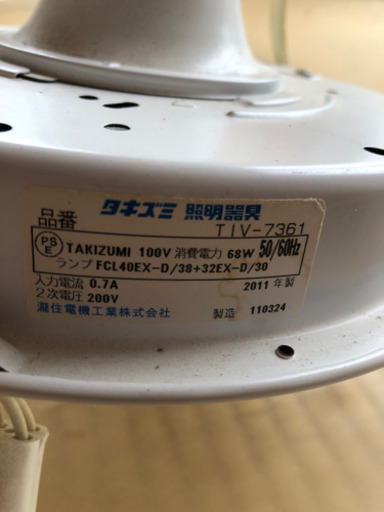 タキズミ 照明器具
品番 TIV-7361
PSE TAKIZUMI 100V 消費電力 68W 50/60Hz
ランプ FCL40EX-D/38+32EX-D/30
入力電流 0.7A 2011年製
2次電圧 200V
瀧住電機工業株式会社 製造 110324